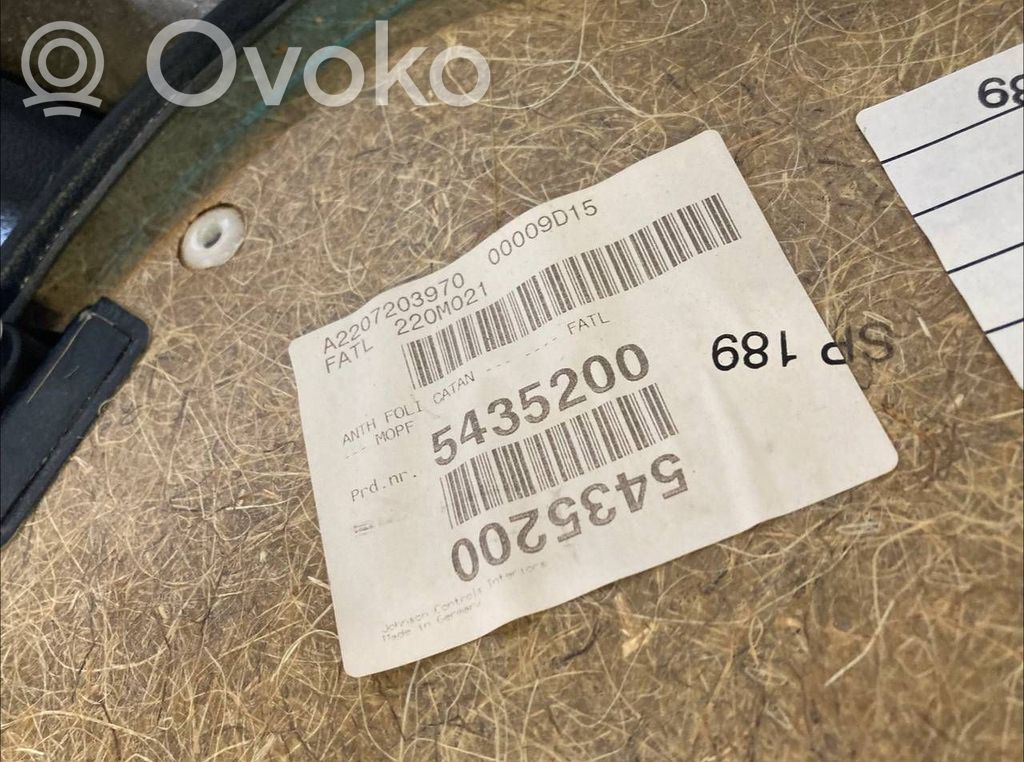 Ovoko
A2207203970 00009D15
FATL 220M021
ANTH FOLI CATAN ------- FATL
--- MOPF
Prd.nr. 5435200
5435200
SP 189
Johnson Controls Interiors
Made in Germany